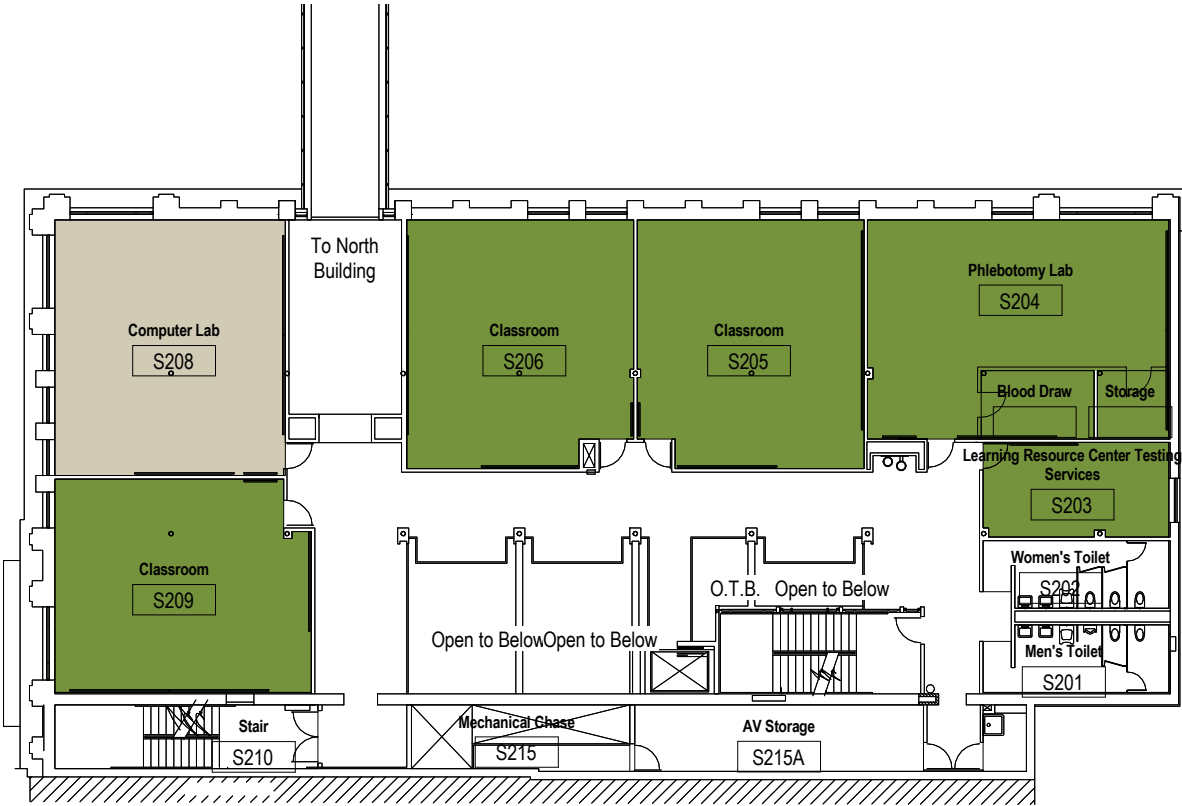 To North
Building
Phlebotomy Lab
S204
Computer Lab
S208
Classroom
S206
Classroom
S205
Blood Draw
Storage
Learning Resource Center Testing
Services
S203
Classroom
S209
Women's Toilet
S202
O.T.B.
Open to Below
Open to Below
Open to Below
Men's Toilet
S201
Stair
S210
Mechanical Chase
S215
AV Storage
S215A